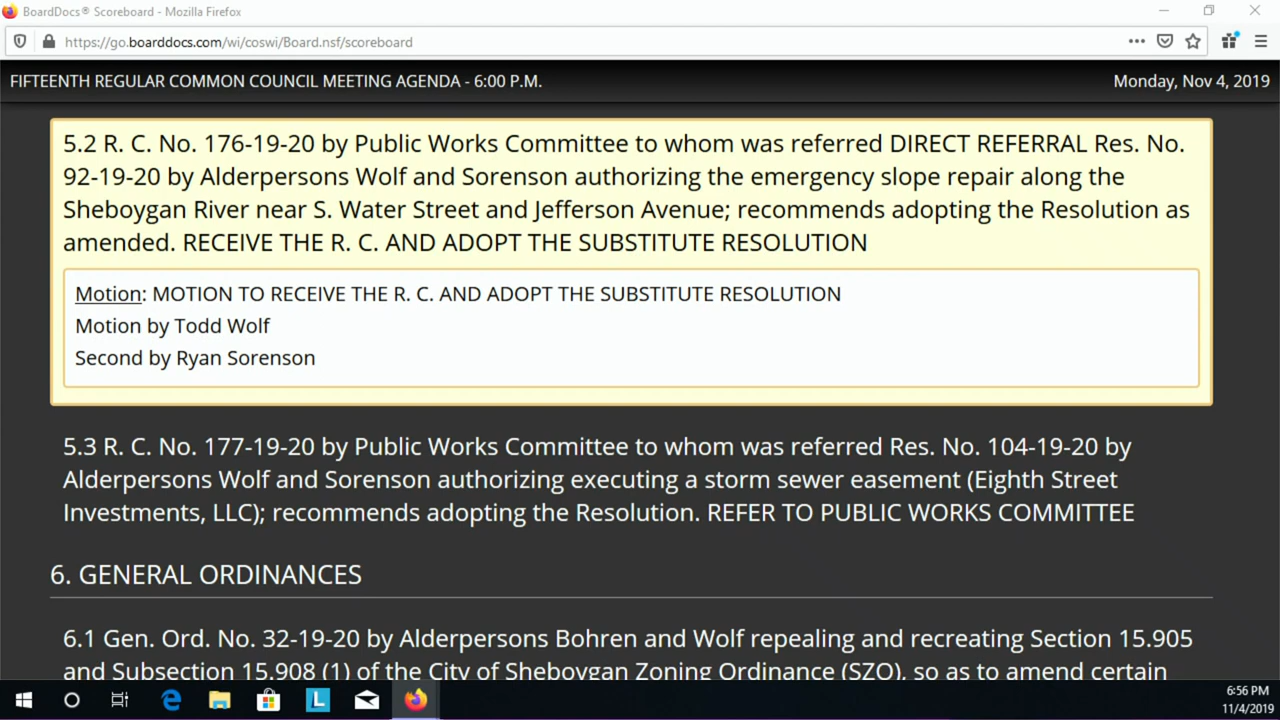 BoardDocs® Scoreboard - Mozilla Firefox
https://go.boarddocs.com/wi/coswi/Board.nsf/scoreboard
FIFTEENTH REGULAR COMMON COUNCIL MEETING AGENDA - 6:00 P.M. Monday, Nov 4, 2019
5.2 R. C. No. 176-19-20 by Public Works Committee to whom was referred DIRECT REFERRAL Res. No.
92-19-20 by Alderpersons Wolf and Sorenson authorizing the emergency slope repair along the
Sheboygan River near S. Water Street and Jefferson Avenue; recommends adopting the Resolution as
amended. RECEIVE THE R. C. AND ADOPT THE SUBSTITUTE RESOLUTION
Motion: MOTION TO RECEIVE THE R. C. AND ADOPT THE SUBSTITUTE RESOLUTION
Motion by Todd Wolf
Second by Ryan Sorenson
5.3 R. C. No. 177-19-20 by Public Works Committee to whom was referred Res. No. 104-19-20 by
Alderpersons Wolf and Sorenson authorizing executing a storm sewer easement (Eighth Street
Investments, LLC); recommends adopting the Resolution. REFER TO PUBLIC WORKS COMMITTEE
6. GENERAL ORDINANCES
6.1 Gen. Ord. No. 32-19-20 by Alderpersons Bohren and Wolf repealing and recreating Section 15.905
and Subsection 15.908 (1) of the City of Sheboygan Zoning Ordinance (SZO), so as to amend certain
L
6:56 PM
11/4/2019